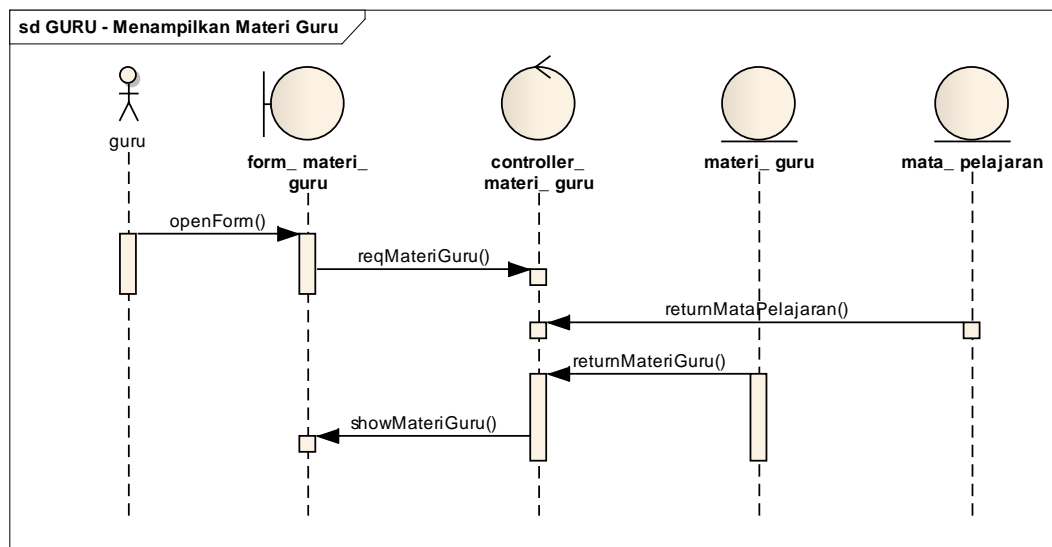 sd GURU - Menampilkan Materi Guru
guru
form_ materi_
guru
controller_
materi_ guru
materi_ guru
mata_ pelajaran
openForm()
reqMateriGuru()
returnMataPelajaran()
returnMateriGuru()
showMateriGuru()